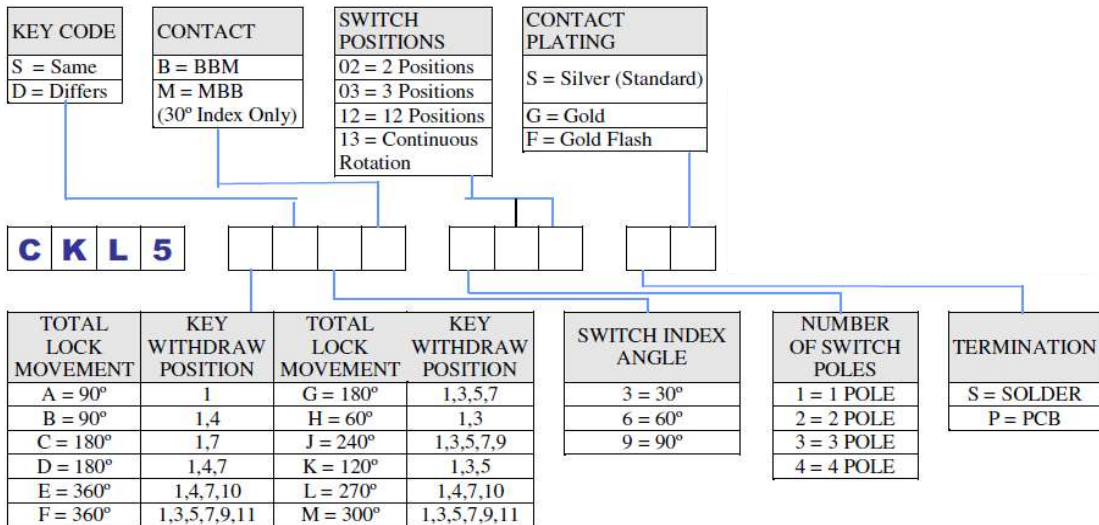 KEY CODE
S = Same
D = Differs
CONTACT
B = BBM
M = MBB
(30º Index Only)
SWITCH
POSITIONS
02 = 2 Positions
03 = 3 Positions
12 = 12 Positions
13 = Continuous
Rotation
CONTACT
PLATING
S = Silver (Standard)
G = Gold
F = Gold Flash
C K L 5
TOTAL
LOCK
MOVEMENT
KEY
WITHDRAW
POSITION
TOTAL
LOCK
MOVEMENT
KEY
WITHDRAW
POSITION
A = 90º 1 G = 180º 1,3,5,7
B = 90º 1,4 H = 60º 1,3
C = 180º 1,7 J = 240º 1,3,5,7,9
D = 180º 1,4,7 K = 120º 1,3,5
E = 360º 1,4,7,10 L = 270º 1,4,7,10
F = 360º 1,3,5,7,9,11 M = 300º 1,3,5,7,9,11
SWITCH INDEX
ANGLE
3 = 30º
6 = 60º
9 = 90º
NUMBER
OF SWITCH
POLES
1 = 1 POLE
2 = 2 POLE
3 = 3 POLE
4 = 4 POLE
TERMINATION
S = SOLDER
P = PCB